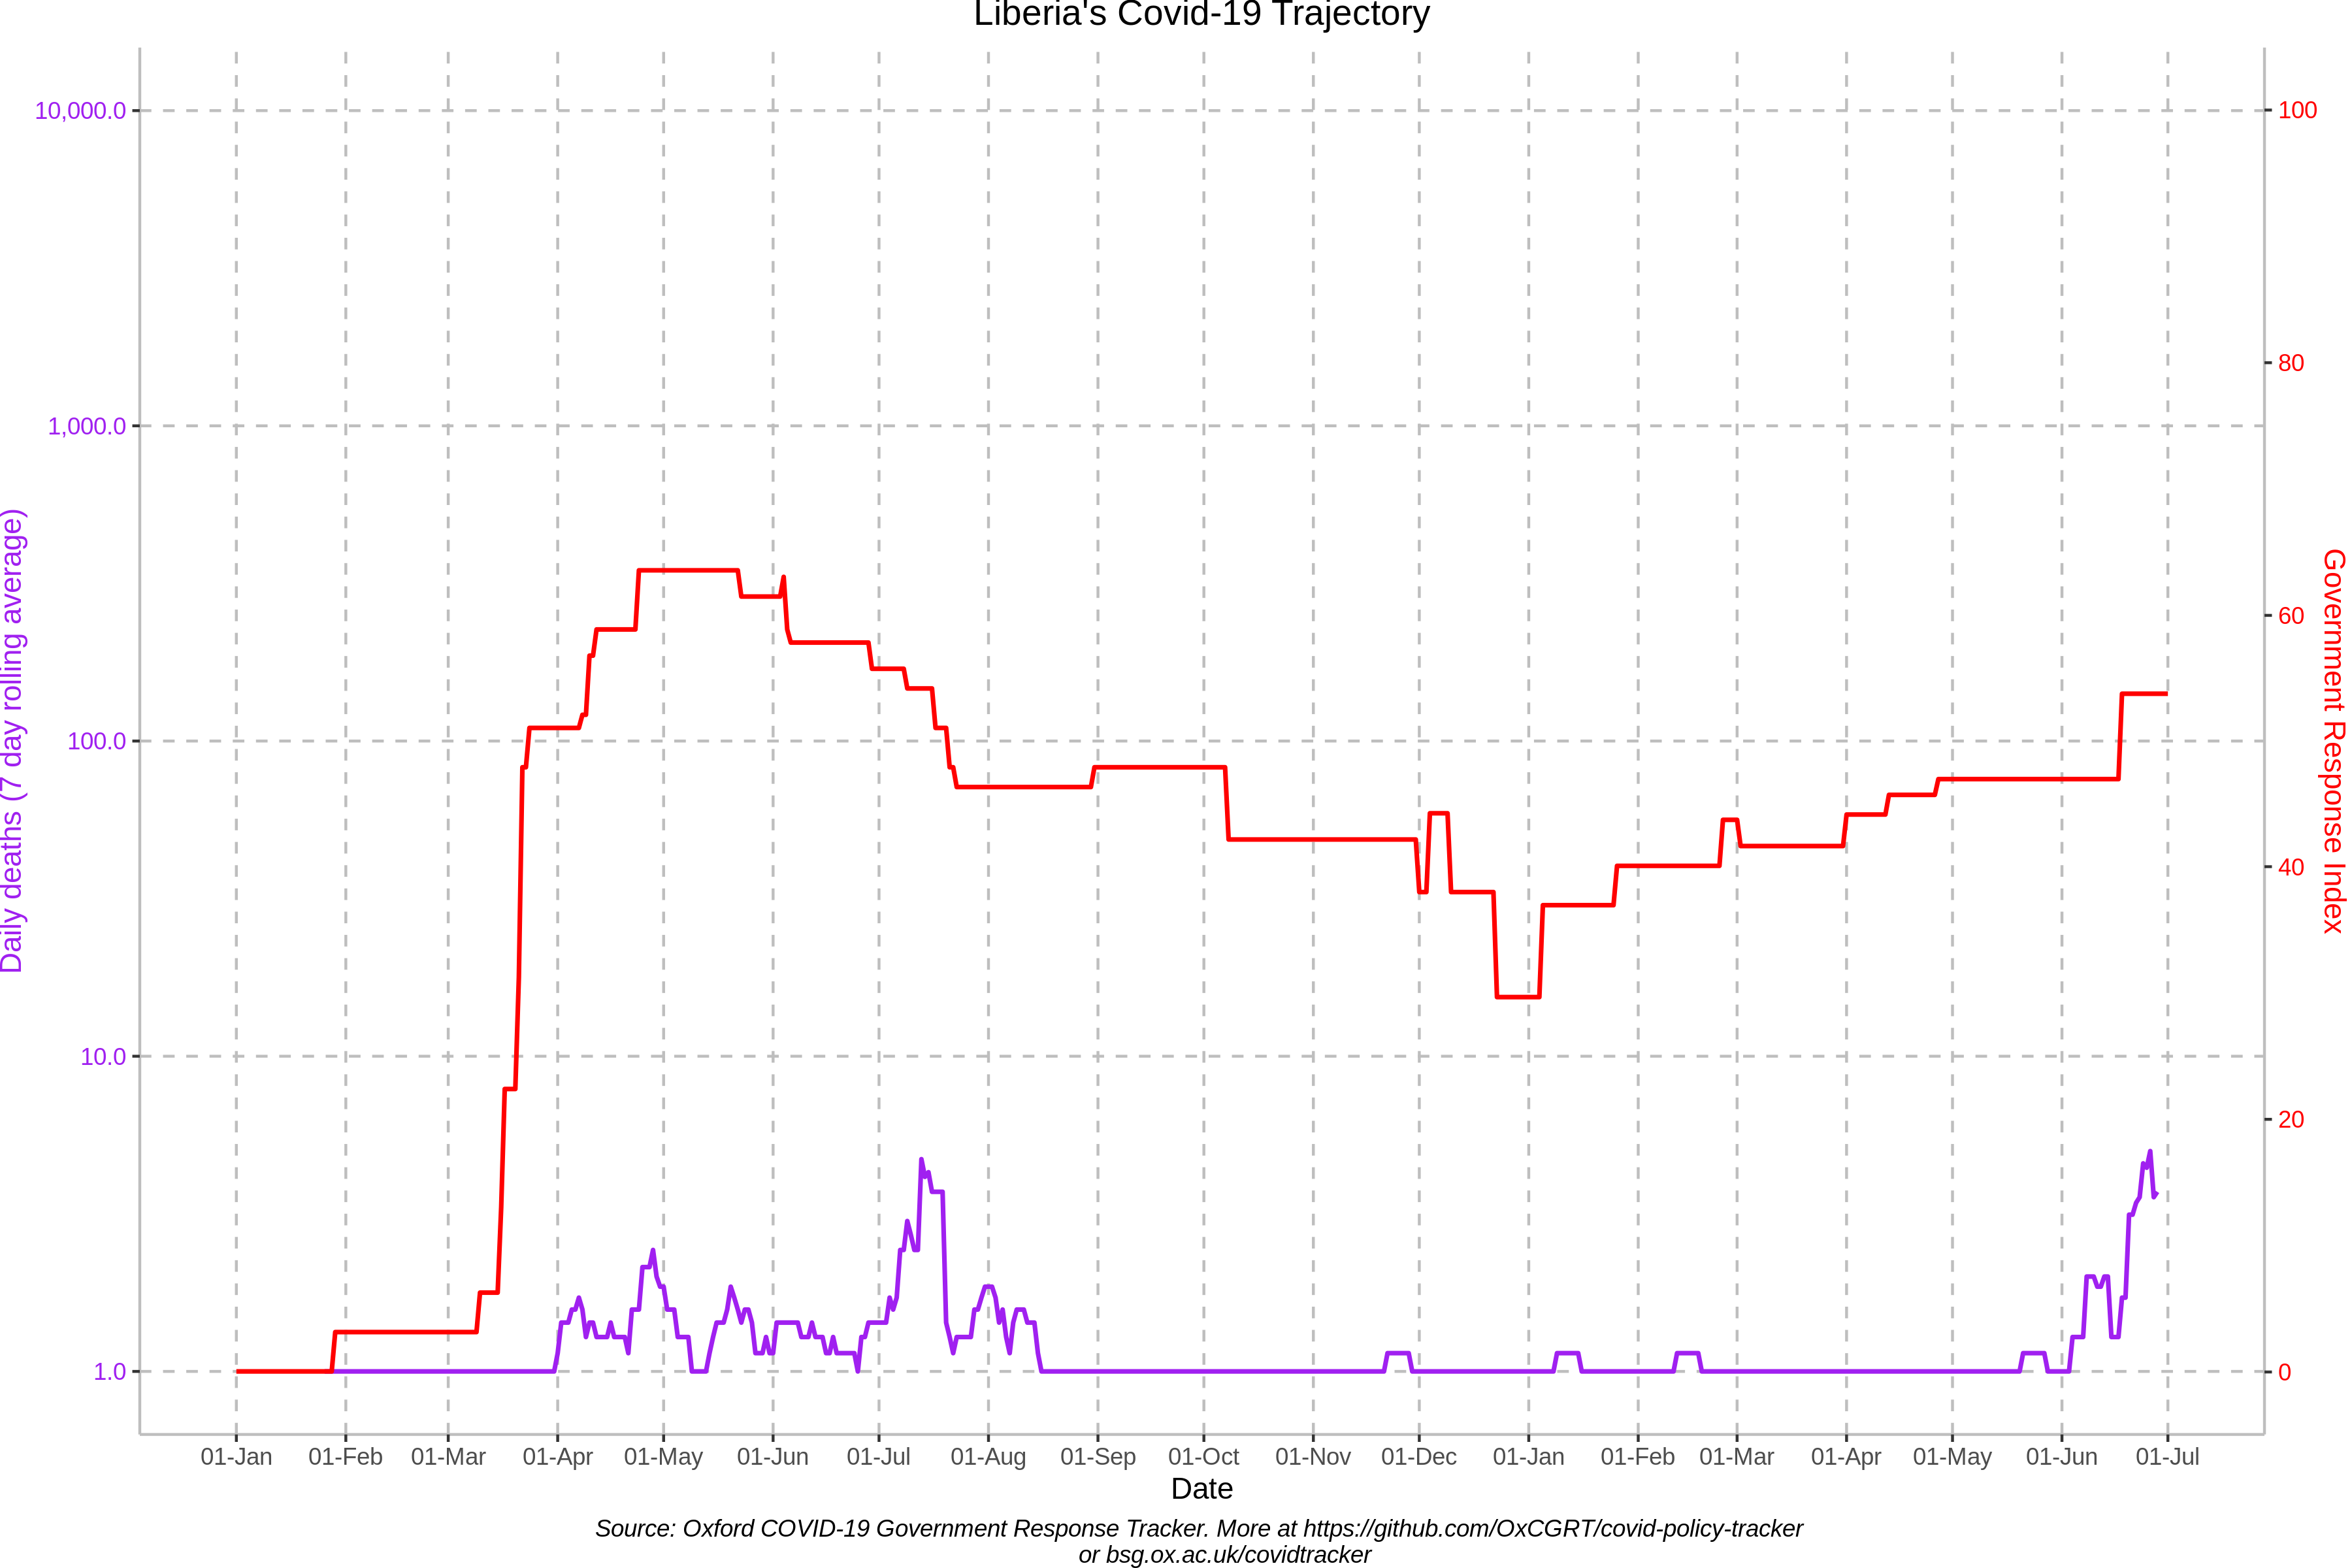 Liberia's Covid-19 Trajectory
10,000.0
1,000.0
100.0
10.0
1.0
Daily deaths (7 day rolling average)
100
80
60
40
20
0
Government Response Index
01-Jan 01-Feb 01-Mar 01-Apr 01-May 01-Jun 01-Jul 01-Aug 01-Sep 01-Oct 01-Nov 01-Dec 01-Jan 01-Feb 01-Mar 01-Apr 01-May 01-Jun 01-Jul
Date
Source: Oxford COVID-19 Government Response Tracker. More at https://github.com/OxCGRT/covid-policy-tracker
or bsg.ox.ac.uk/covidtracker